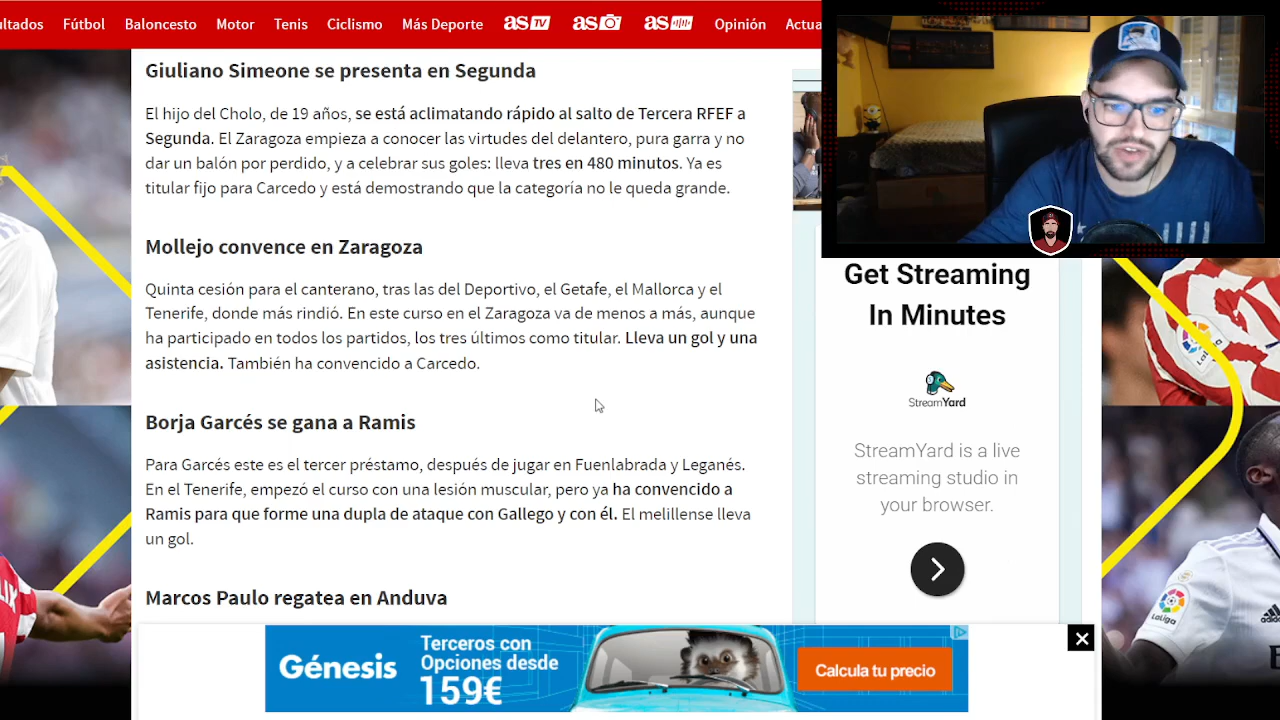 ultados Fútbol Baloncesto Motor Tenis Ciclismo Más Deporte as TV as as Opinión Actua
Giuliano Simeone se presenta en Segunda
El hijo del Cholo, de 19 años, se está aclimatando rápido al salto de Tercera RFEF a
Segunda. El Zaragoza empieza a conocer las virtudes del delantero, pura garra y no
dar un balón por perdido, y a celebrar sus goles: lleva tres en 480 minutos. Ya es
titular fijo para Carcedo y está demostrando que la categoría no le queda grande.
Mollejo convence en Zaragoza
Quinta cesión para el canterano, tras las del Deportivo, el Getafe, el Mallorca y el
Tenerife, donde más rindió. En este curso en el Zaragoza va de menos a más, aunque
ha participado en todos los partidos, los tres últimos como titular. Lleva un gol y una
asistencia. También ha convencido a Carcedo.
Borja Garcés se gana a Ramis
Para Garcés este es el tercer préstamo, después de jugar en Fuenlabrada y Leganés.
En el Tenerife, empezó el curso con una lesión muscular, pero ya ha convencido a
Ramis para que forme una dupla de ataque con Gallego y con él. El melillense lleva
un gol.
Marcos Paulo regatea en Anduva
Get Streaming
In Minutes
StreamYard
StreamYard is a live
streaming studio in
your browser.
LaLiga
LaLiga
Génesis
Terceros con
Opciones desde
159€
Calcula tu precio